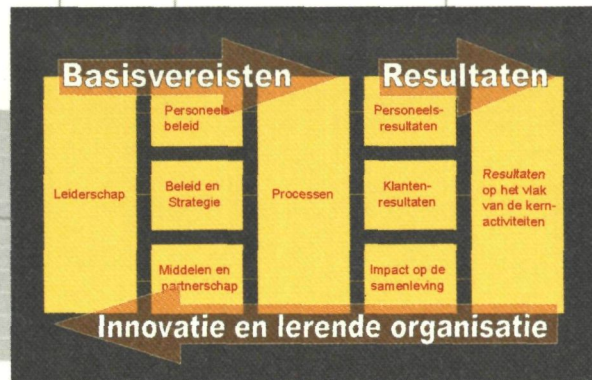 Basisvereisten
Resultaten
Personeels-
beleid
Personeels-
resultaten
Leiderschap
Beleid en
Strategie
Processen
Klanten-
resultaten
Resultaten
op het vlak
van de kern-
activiteiten
Middelen en
partnerschap
Impact op de
samenleving
Innovatie en lerende organisatie